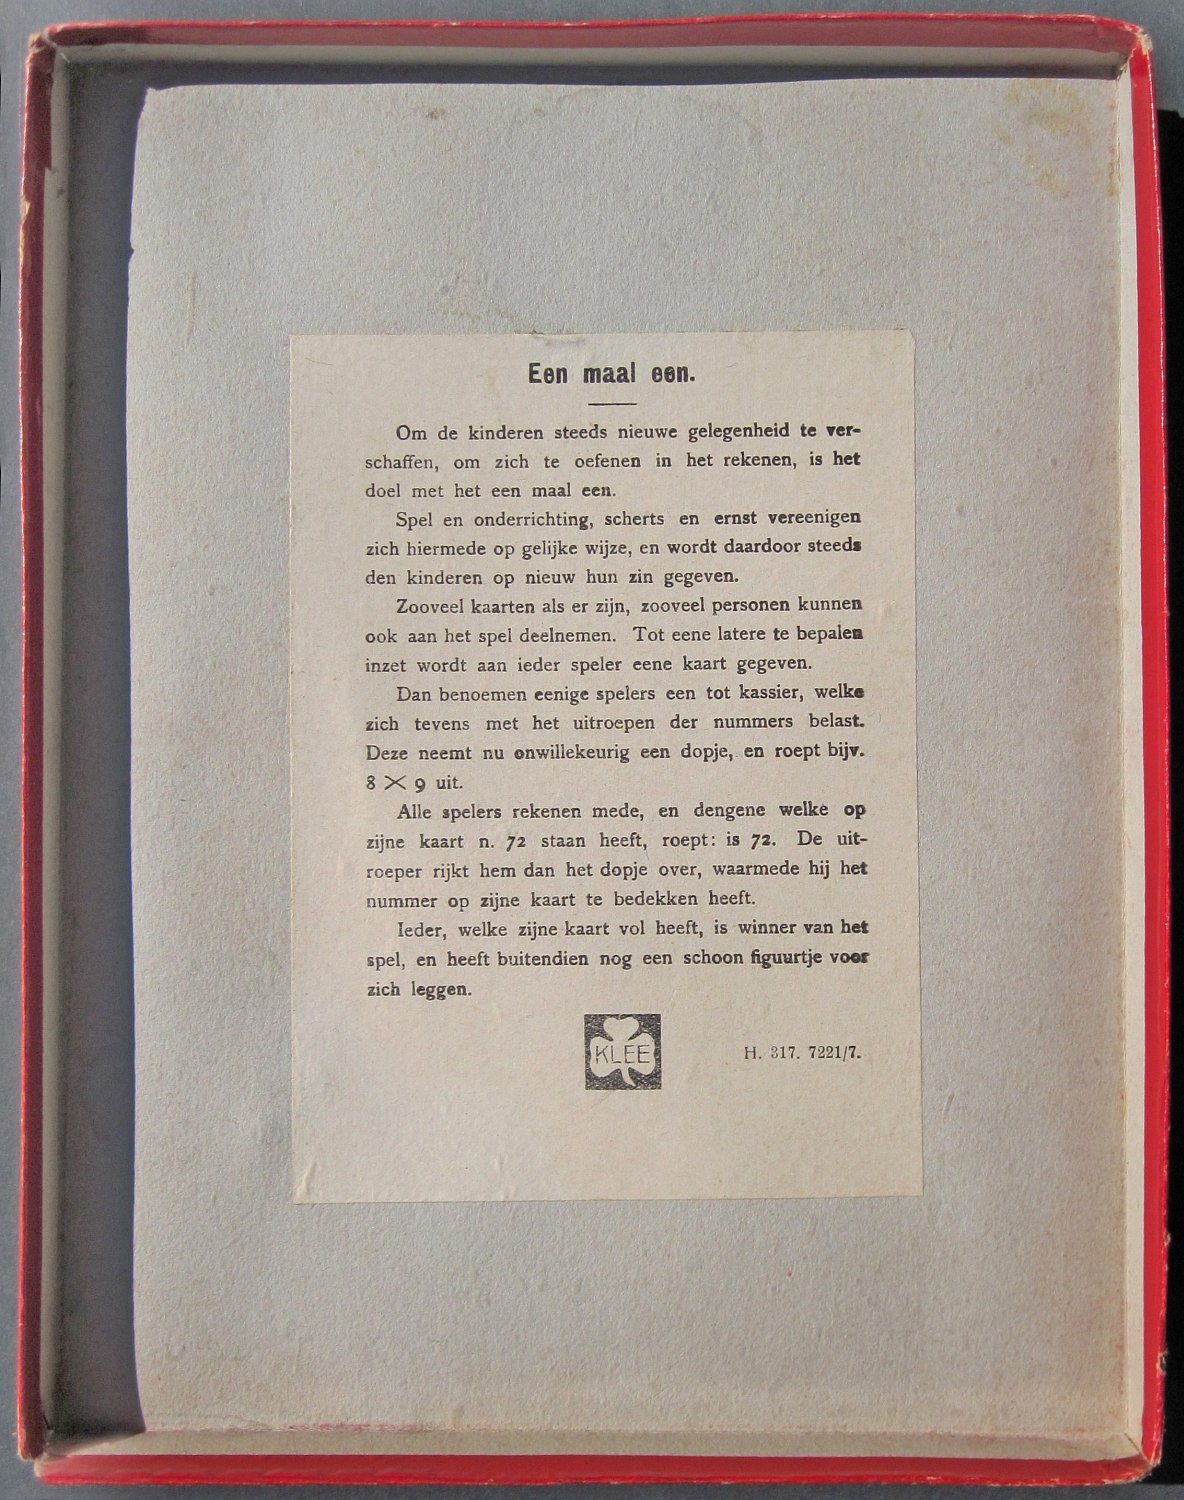 Een maal een.
Om de kinderen steeds nieuwe gelegenheid te ver-
schaffen, om zich te oefenen in het rekenen, is het
doel met het een maal een.
Spel en onderrichting, scherts en ernst vereenigen
zich hiermede op gelijke wijze, en wordt daardoor steeds
den kinderen op nieuw hun zin gegeven.
Zooveel kaarten als er zijn, zooveel personen kunnen
ook aan het spel deelnemen. Tot eene latere te bepalen
inzet wordt aan ieder speler eene kaart gegeven.
Dan benoemen eenige spelers een tot kassier, welke
zich tevens met het uitroepen der nummers belast.
Deze neemt nu onwillekeurig een dopje, en roept bijv.
8 × 9 uit.
Alle spelers rekenen mede, en dengene welke op
zijne kaart n. 72 staan heeft, roept: is 72. De uit-
roeper rijkt hem dan het dopje over, waarmede hij het
nummer op zijne kaart te bedekken heeft.
Ieder, welke zijne kaart vol heeft, is winner van het
spel, en heeft buitendien nog een schoon figuurtje voor
zich leggen.
KLEE
H. 317. 7221/7.